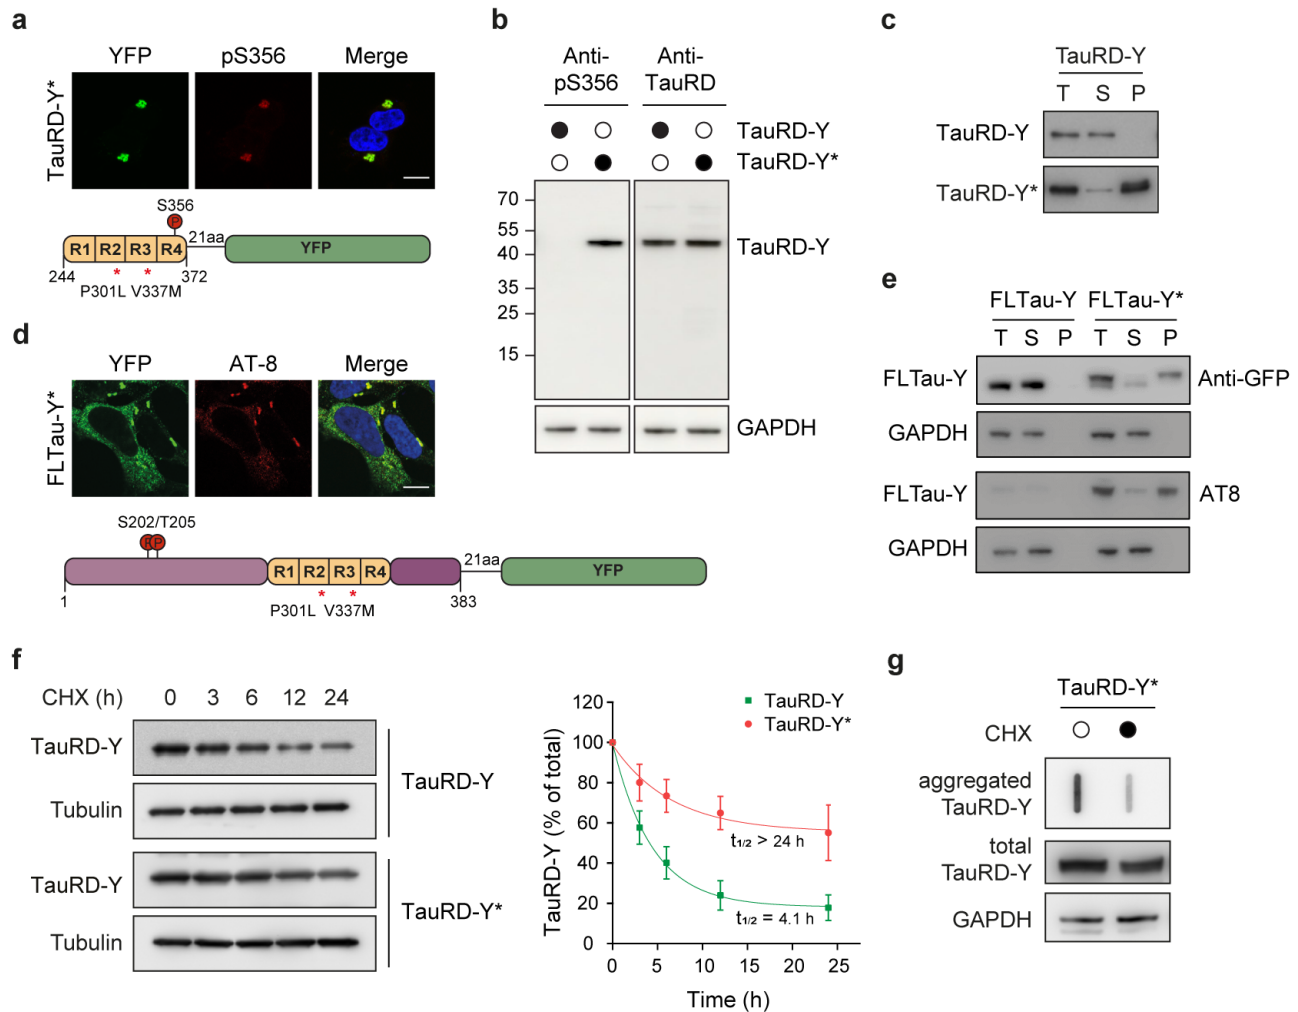 a
YFP pS356 Merge
TauRD-Y*
S356
P
R1 R2 R3 R4 21aa YFP
244 * * 372
P301L V337M
b
Anti-pS356 Anti-TauRD
TauRD-Y
TauRD-Y*
70
55
40
35
25
15
TauRD-Y
GAPDH
c
TauRD-Y
T S P
TauRD-Y
TauRD-Y*
d
YFP AT-8 Merge
FLTau-Y*
S202/T205
P P
R1 R2 R3 R4 21aa YFP
1 * * 383
P301L V337M
e
FLTau-Y FLTau-Y*
T S P T S P
FLTau-Y Anti-GFP
GAPDH
FLTau-Y AT8
GAPDH
f
CHX (h) 0 3 6 12 24
TauRD-Y
Tubulin
TauRD-Y
TauRD-Y
Tubulin
TauRD-Y*
TauRD-Y (% of total)
120
100
80
60
40
20
0
TauRD-Y
TauRD-Y*
t1/2 > 24 h
t1/2 = 4.1 h
0 5 10 15 20 25
Time (h)
g
TauRD-Y*
CHX
aggregated
TauRD-Y
total
TauRD-Y
GAPDH